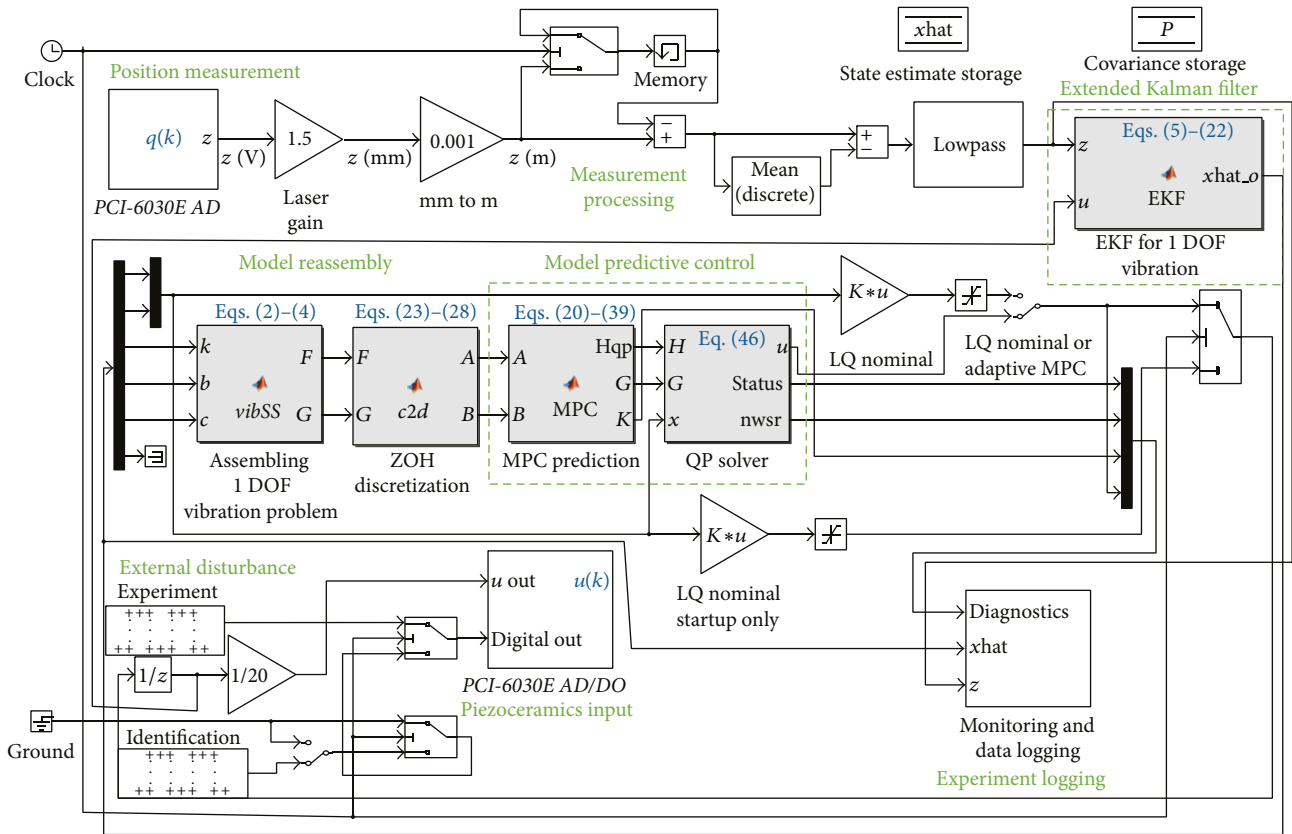 xhat
P
Clock
Memory
State estimate storage
Covariance storage
Position measurement
Extended Kalman filter
q(k)
z
z (V)
1.5
z (mm)
0.001
z (m)
−
+
+
−
Lowpass
Eqs. (5)–(22)
z
EKF
xhat_o
u
Mean
(discrete)
Measurement
processing
PCI-6030E AD
Laser
gain
mm to m
EKF for 1 DOF
vibration
Model reassembly
Model predictive control
K*u
Eqs. (2)–(4)
Eqs. (23)–(28)
Eqs. (20)–(39)
Eq. (46)
LQ nominal
LQ nominal or
adaptive MPC
k
b
c
F
G
vibSS
F
G
A
B
c2d
A
B
Hqp
G
K
MPC
H
G
x
u
Status
nwsr
Assembling
1 DOF
vibration problem
ZOH
discretization
MPC prediction
QP solver
K*u
LQ nominal
startup only
External disturbance
Experiment
+++ +++
++ +++ ++
1/z
1/20
u out
u(k)
Digital out
PCI-6030E AD/DO
Piezoceramics input
Diagnostics
xhat
z
Monitoring and
data logging
Experiment logging
Ground
Identification
+++ +++
++ +++ ++